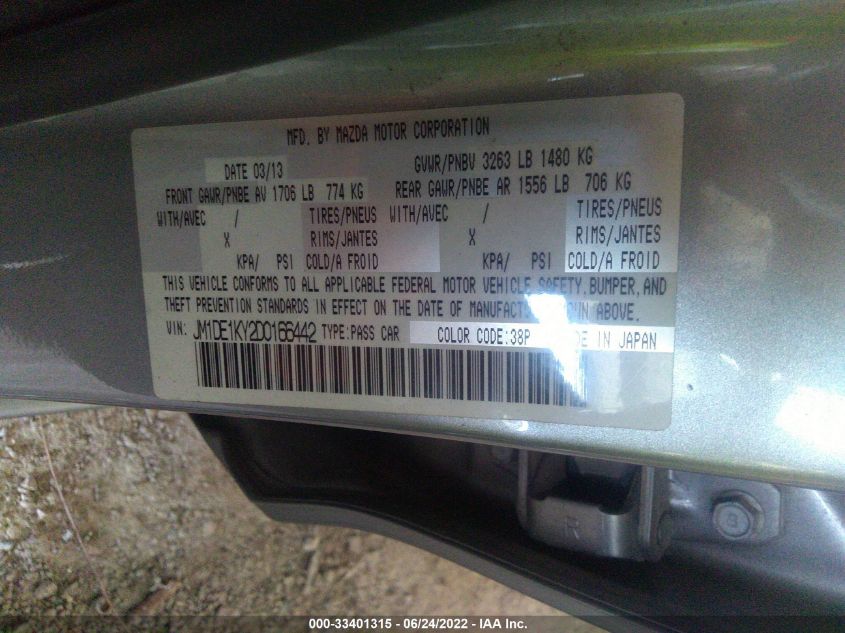 MFD. BY MAZDA MOTOR CORPORATION
DATE 03/13 GVWR/PNBV 3263 LB 1480 KG
FRONT GAWR/PNBE AV 1706 LB 774 KG REAR GAWR/PNBE AR 1556 LB 706 KG
WITH/AVEC / TIRES/PNEUS WITH/AVEC / TIRES/PNEUS
X RIMS/JANTES X RIMS/JANTES
KPA/ PSI COLD/A FROID KPA/ PSI COLD/A FROID
THIS VEHICLE CONFORMS TO ALL APPLICABLE FEDERAL MOTOR VEHICLE SAFETY, BUMPER, AND
THEFT PREVENTION STANDARDS IN EFFECT ON THE DATE OF MANUFACT OWN ABOVE.
VIN: JM1DE1KY2D0166442 TYPE:PASS CAR COLOR CODE:38P DE IN JAPAN
R
8
000-33401315 - 06/24/2022 - IAA Inc.